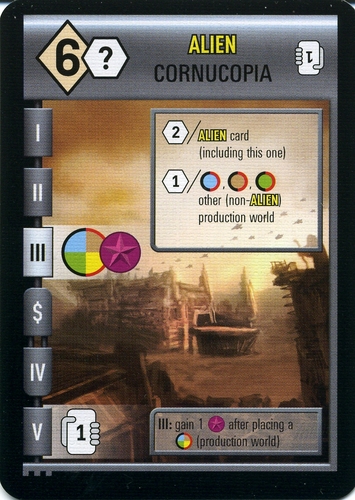 6 ?
ALIEN
CORNUCOPIA
1
I
II
III
$
IV
V
2 / ALIEN card
(including this one)
1 / , ,
other (non-ALIEN)
production world
1
III: gain 1 after placing a
(production world)